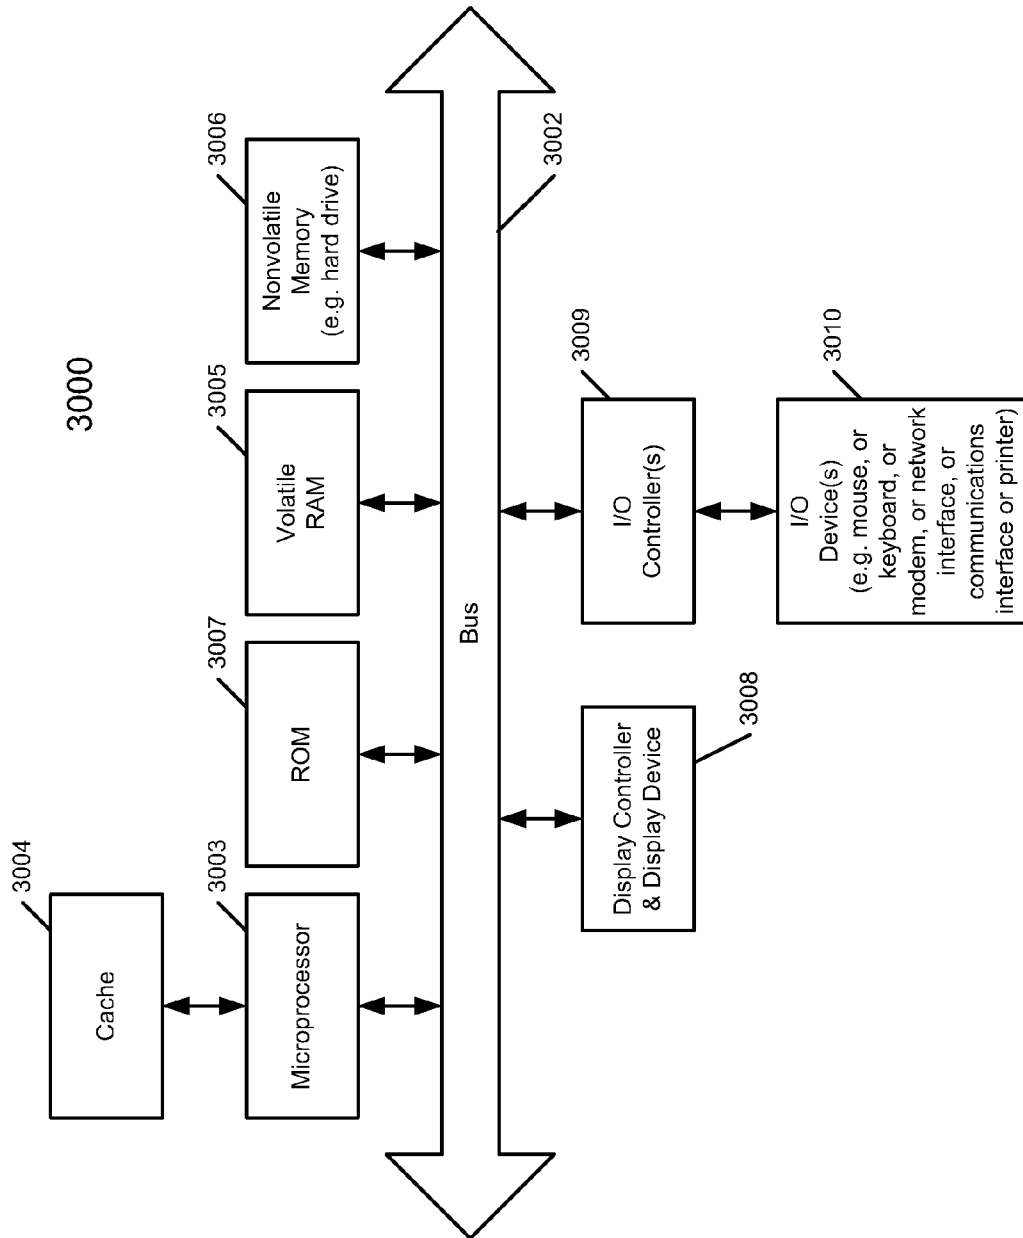 3000
3004
Cache
3003
Microprocessor
3007
ROM
3005
Volatile
RAM
3006
Nonvolatile
Memory
(e.g. hard drive)
Bus
3002
Display Controller
& Display Device
3008
3009
I/O
Controller(s)
3010
I/O
Device(s)
(e.g. mouse, or
keyboard, or
modem, or network
interface, or
communications
interface or printer)